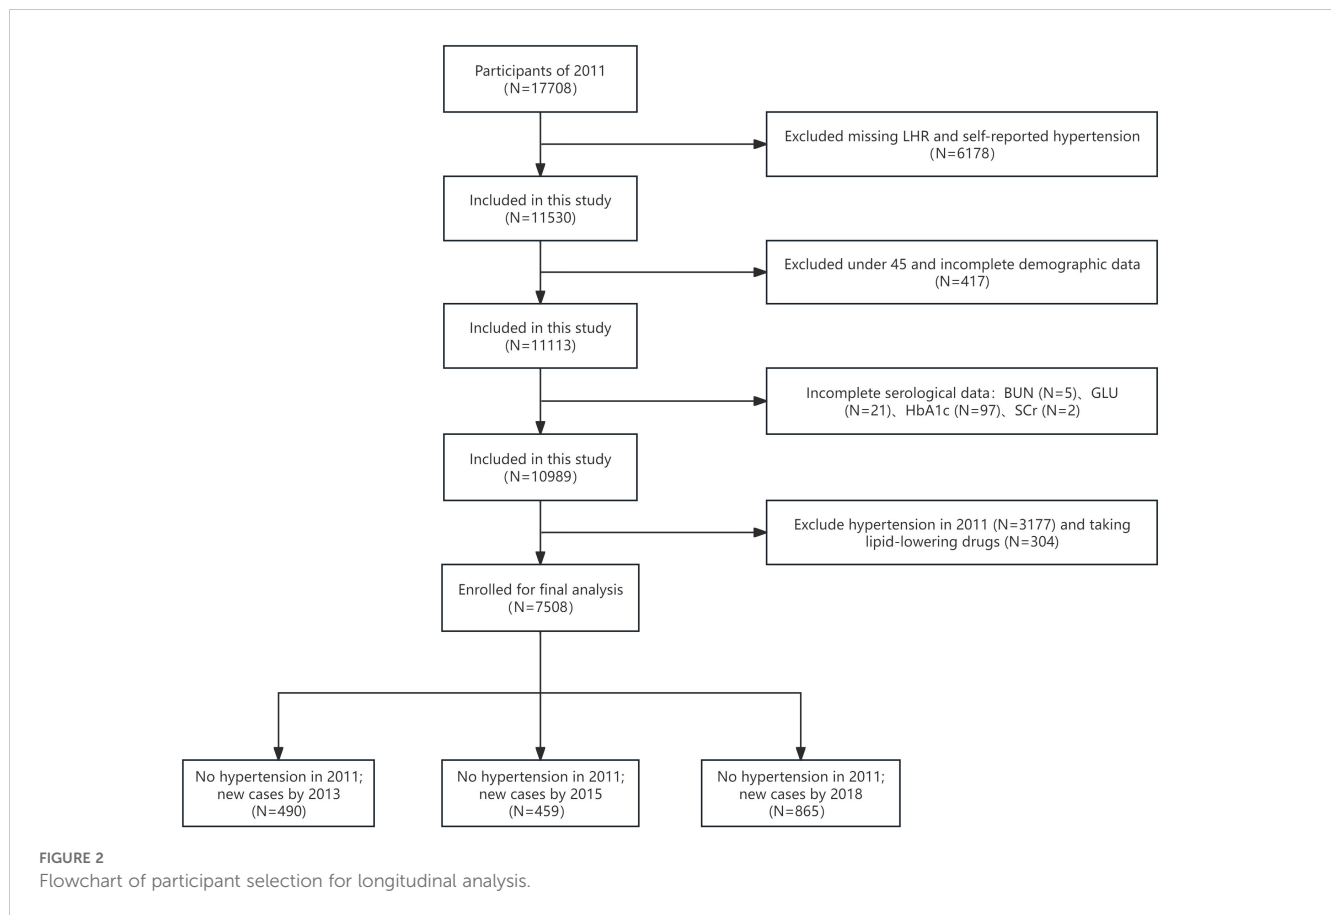 Participants of 2011
(N=17708)
Excluded missing LHR and self-reported hypertension
(N=6178)
Included in this study
(N=11530)
Excluded under 45 and incomplete demographic data
(N=417)
Included in this study
(N=11113)
Incomplete serological data：BUN (N=5)、GLU
(N=21)、HbA1c (N=97)、SCr (N=2)
Included in this study
(N=10989)
Exclude hypertension in 2011 (N=3177) and taking
lipid-lowering drugs (N=304)
Enrolled for final analysis
(N=7508)
No hypertension in 2011;
new cases by 2013
(N=490)
No hypertension in 2011;
new cases by 2015
(N=459)
No hypertension in 2011;
new cases by 2018
(N=865)
FIGURE 2
Flowchart of participant selection for longitudinal analysis.